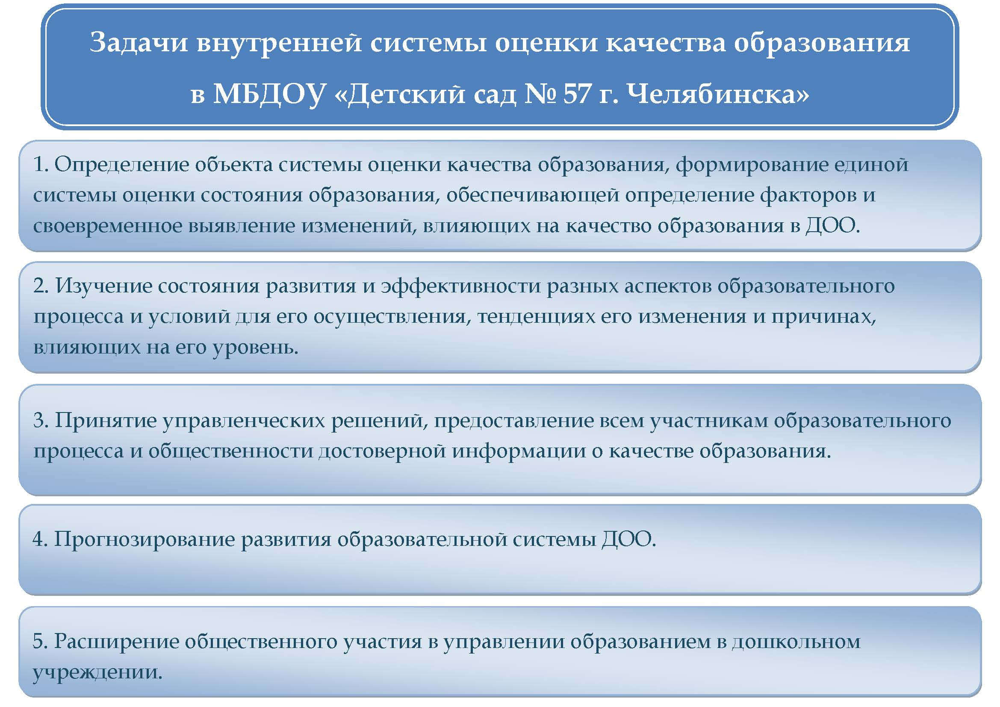 Задачи внутренней системы оценки качества образования
в МБДОУ «Детский сад № 57 г. Челябинска»
1. Определение объекта системы оценки качества образования, формирование единой
системы оценки состояния образования, обеспечивающей определение факторов и
своевременное выявление изменений, влияющих на качество образования в ДОО.
2. Изучение состояния развития и эффективности разных аспектов образовательного
процесса и условий для его осуществления, тенденциях его изменения и причинах,
влияющих на его уровень.
3. Принятие управленческих решений, предоставление всем участникам образовательного
процесса и общественности достоверной информации о качестве образования.
4. Прогнозирование развития образовательной системы ДОО.
5. Расширение общественного участия в управлении образованием в дошкольном
учреждении.